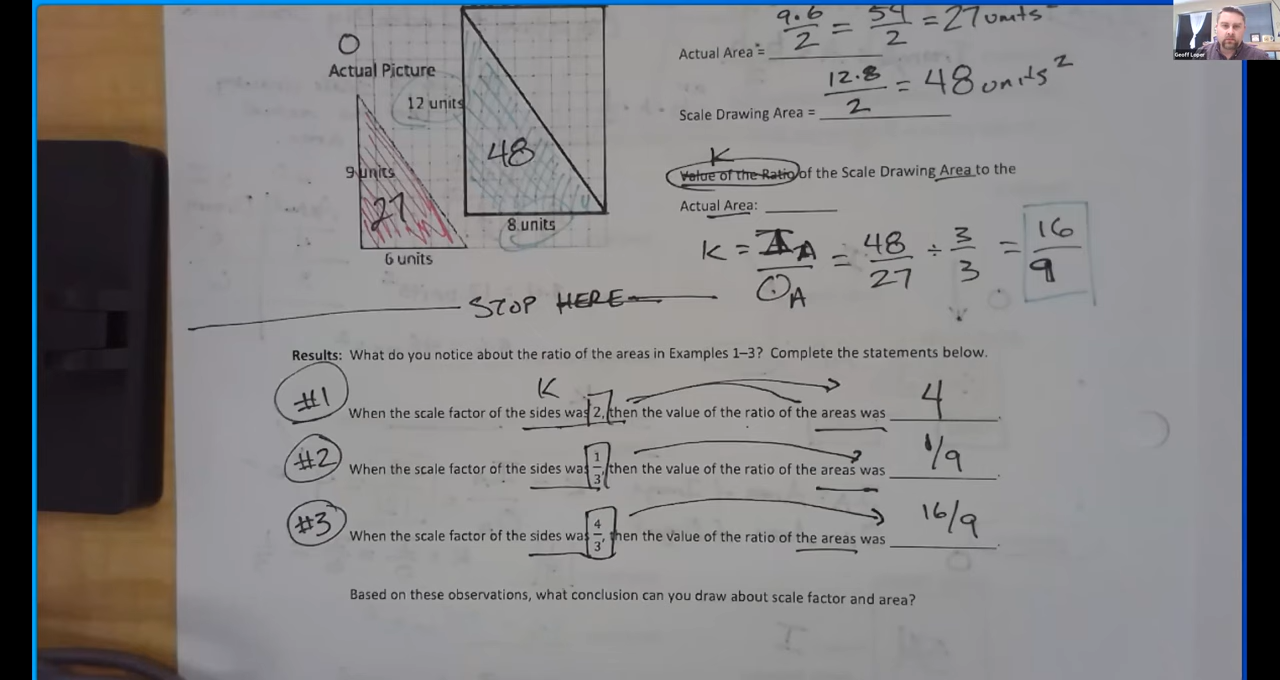 O
Actual Picture
12 units
9 units
27
48
8 units
6 units
9·6/2 = 54/2 = 27 units²
Actual Area = 
12·8/2 = 48 units²
Scale Drawing Area = 
K
Value of the Ratio of the Scale Drawing Area to the
Actual Area:
K = I_A/O_A = 48/27 ÷ 3/3 = 16/9
STOP HERE
Results: What do you notice about the ratio of the areas in Examples 1–3? Complete the statements below.
K
#1 When the scale factor of the sides was 2, then the value of the ratio of the areas was 4.
#2 When the scale factor of the sides was 1/3, then the value of the ratio of the areas was 1/9.
#3 When the scale factor of the sides was 4/3, then the value of the ratio of the areas was 16/9.
Based on these observations, what conclusion can you draw about scale factor and area?